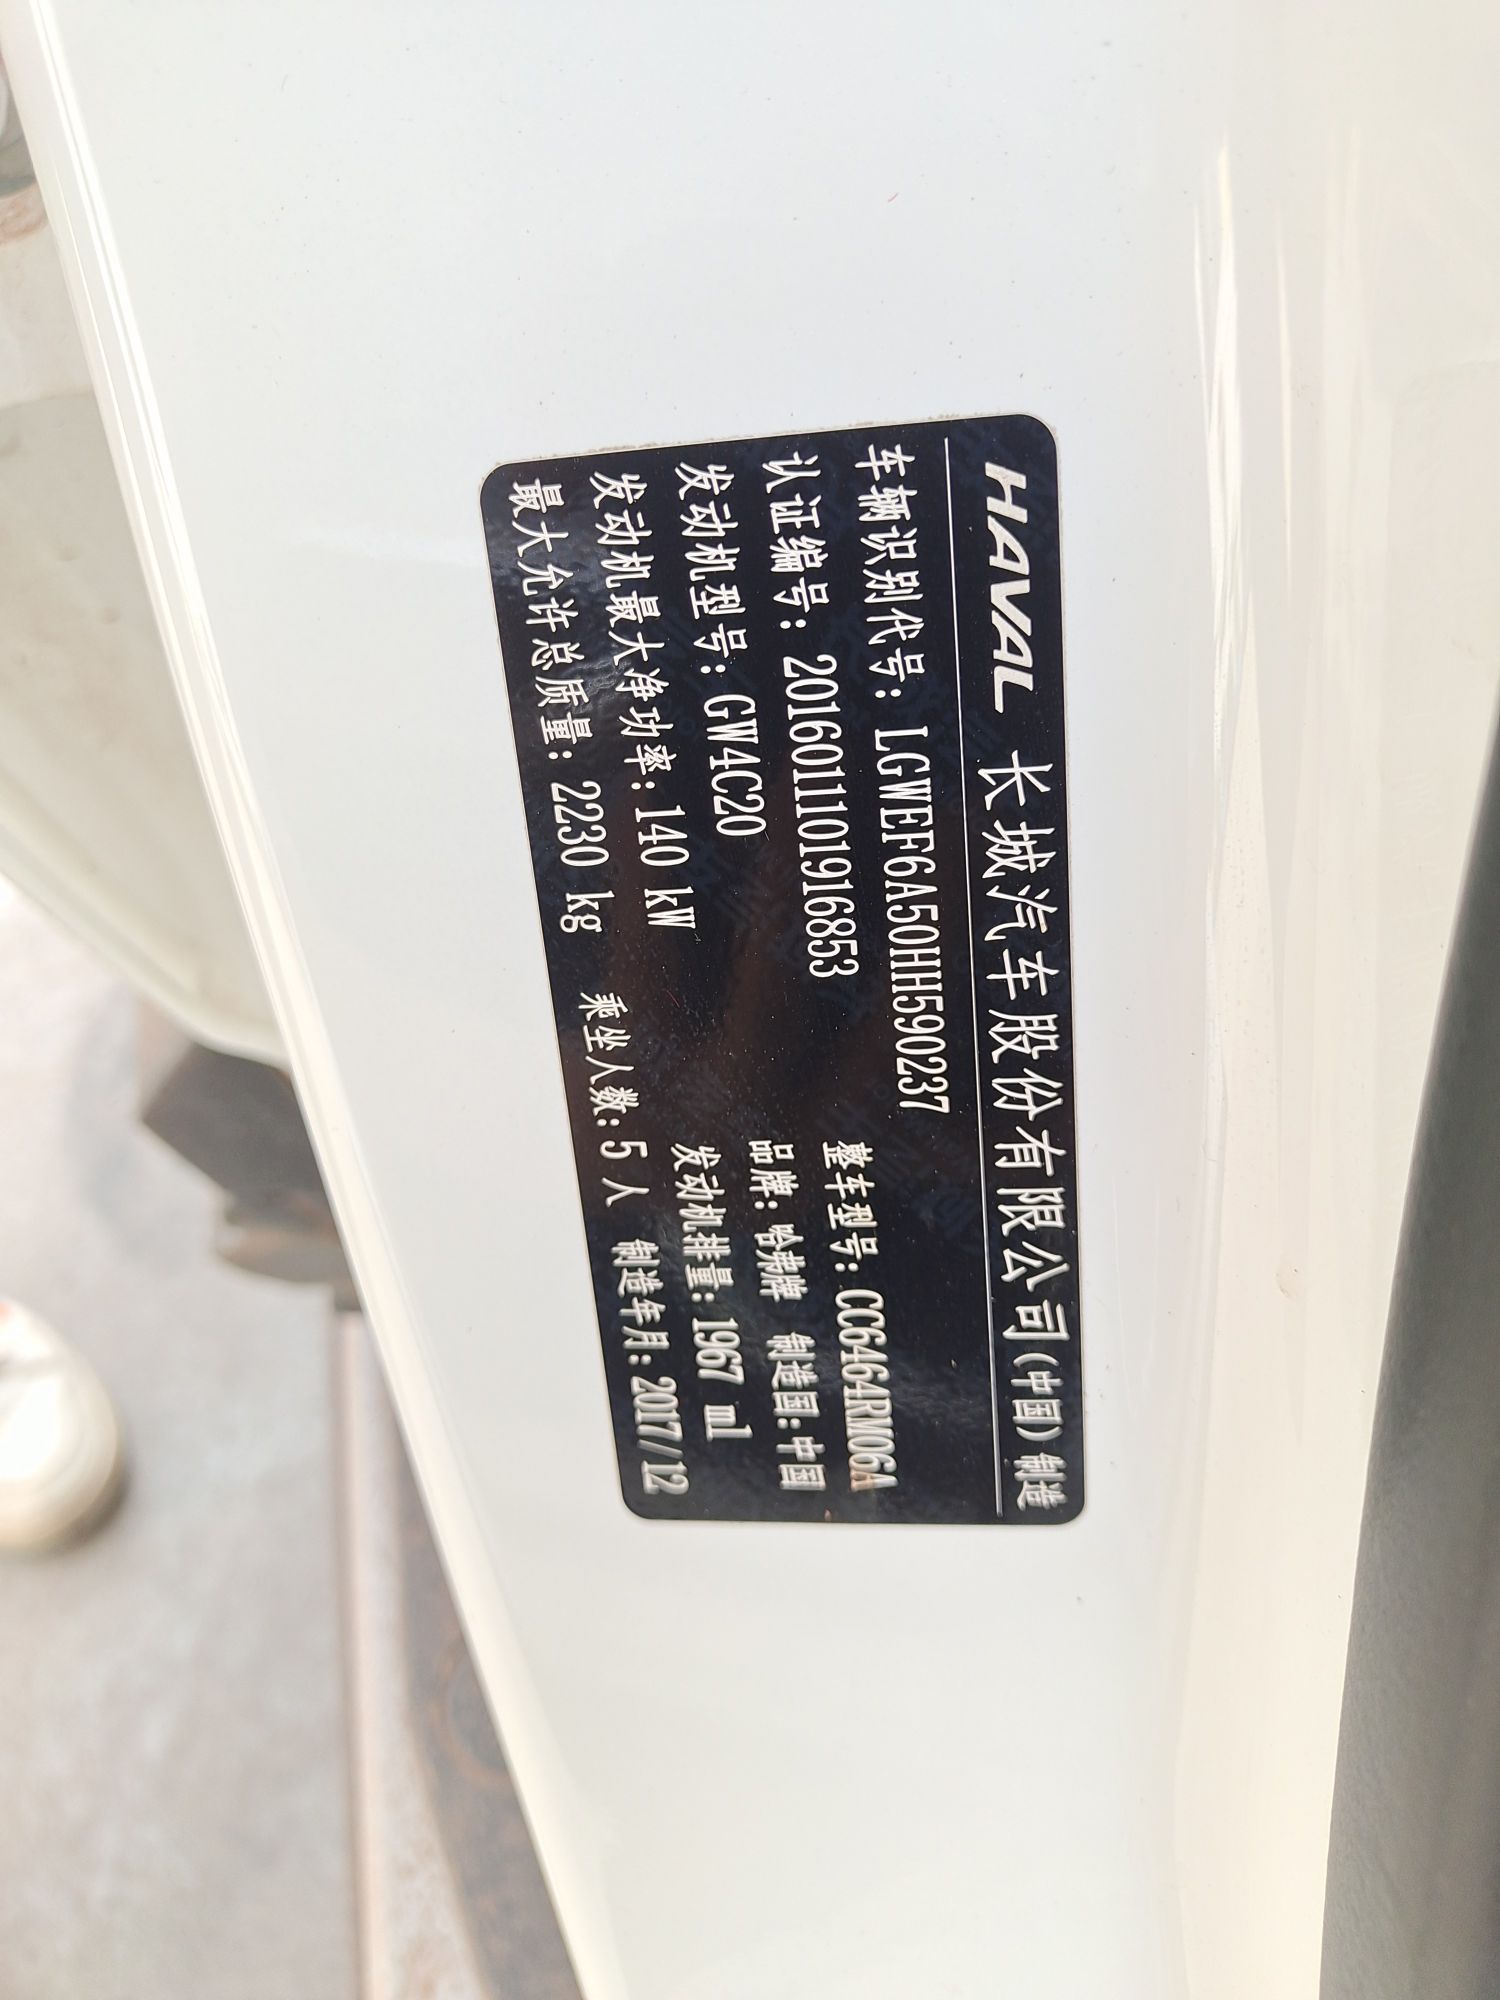 HAVAL 长城汽车股份有限公司(中国)制造
车辆识别代号: LGWEF6A50HH590237 整车型号: CC6464RM06A
认证编号: 2016011101916853 品牌: 哈弗牌 制造国: 中国
发动机型号: GW4C20 发动机排量: 1967 ml
发动机最大净功率: 140 kW
最大允许总质量: 2230 kg 乘坐人数: 5 人 制造年月: 2017/12